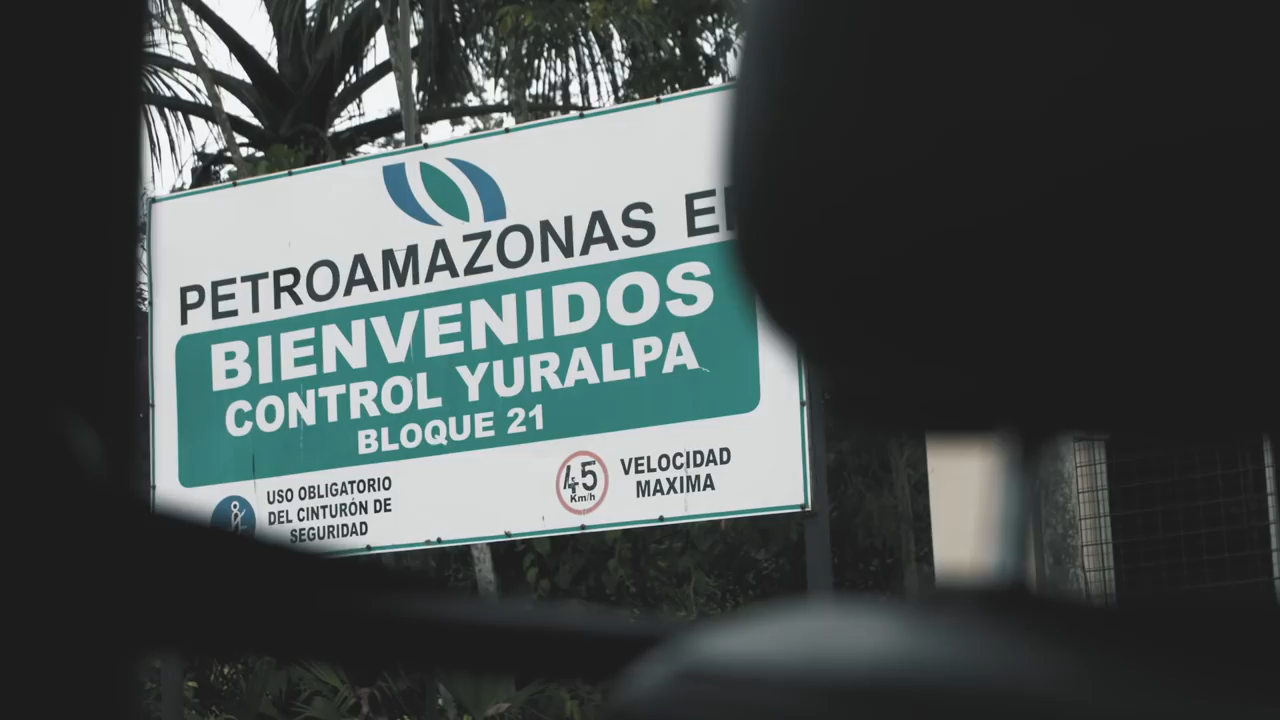 PETROAMAZONAS
BIENVENIDOS
CONTROL YURALPA
BLOQUE 21
USO OBLIGATORIO
DEL CINTURÓN DE
SEGURIDAD
45
Km/h
VELOCIDAD
MAXIMA